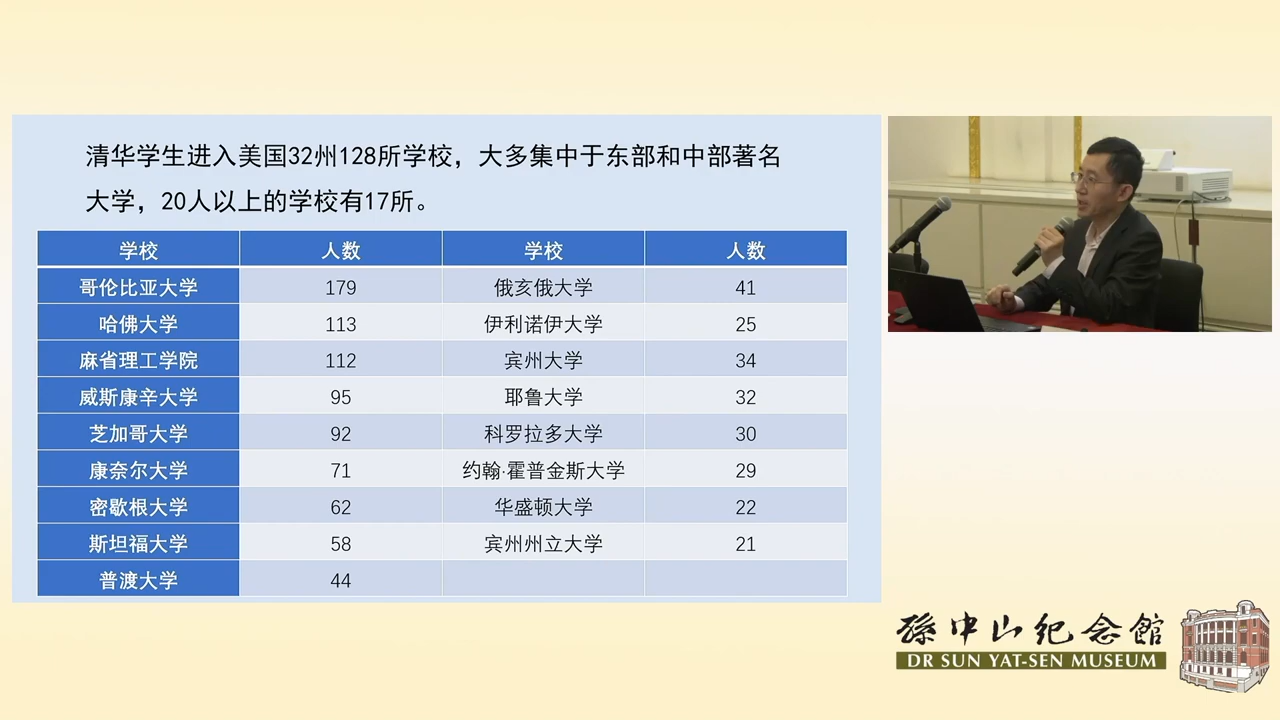 清华学生进入美国32州128所学校，大多集中于东部和中部著名
大学，20人以上的学校有17所。
学校 人数 学校 人数
哥伦比亚大学 179 俄亥俄大学 41
哈佛大学 113 伊利诺伊大学 25
麻省理工学院 112 宾州大学 34
威斯康辛大学 95 耶鲁大学 32
芝加哥大学 92 科罗拉多大学 30
康奈尔大学 71 约翰·霍普金斯大学 29
密歇根大学 62 华盛顿大学 22
斯坦福大学 58 宾州州立大学 21
普渡大学 44
孫中山紀念館
DR SUN YAT-SEN MUSEUM